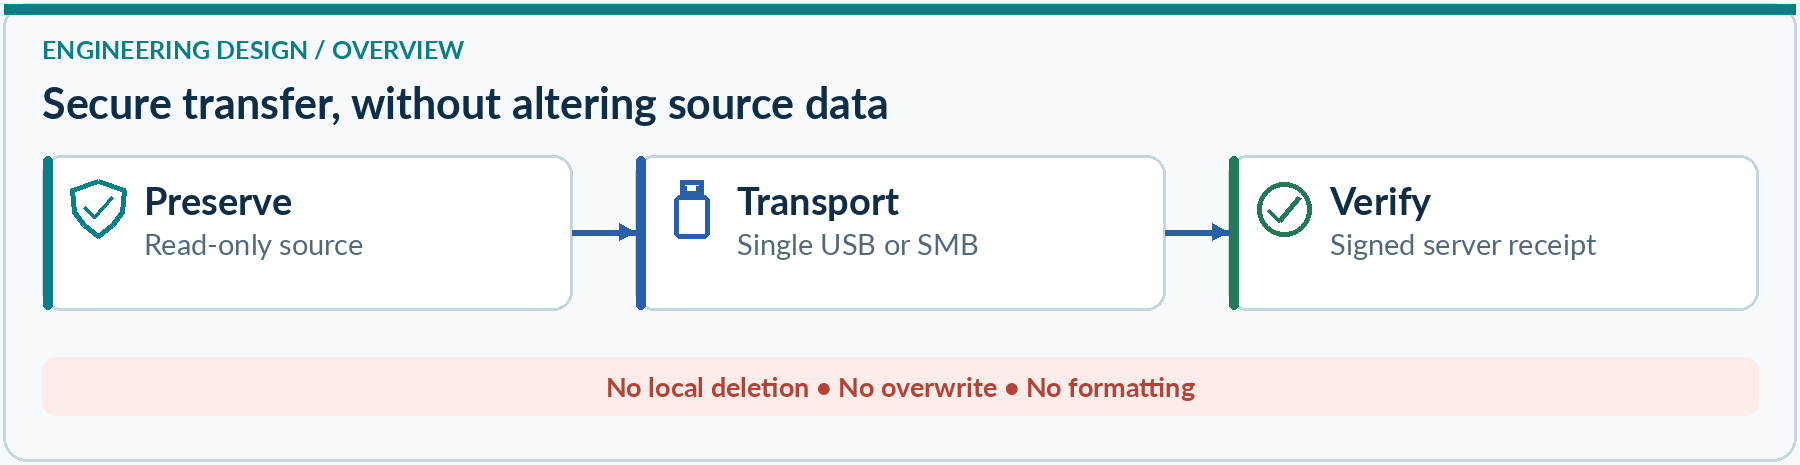 ENGINEERING DESIGN / OVERVIEW
Secure transfer, without altering source data
Preserve
Read-only source
Transport
Single USB or SMB
Verify
Signed server receipt
No local deletion • No overwrite • No formatting